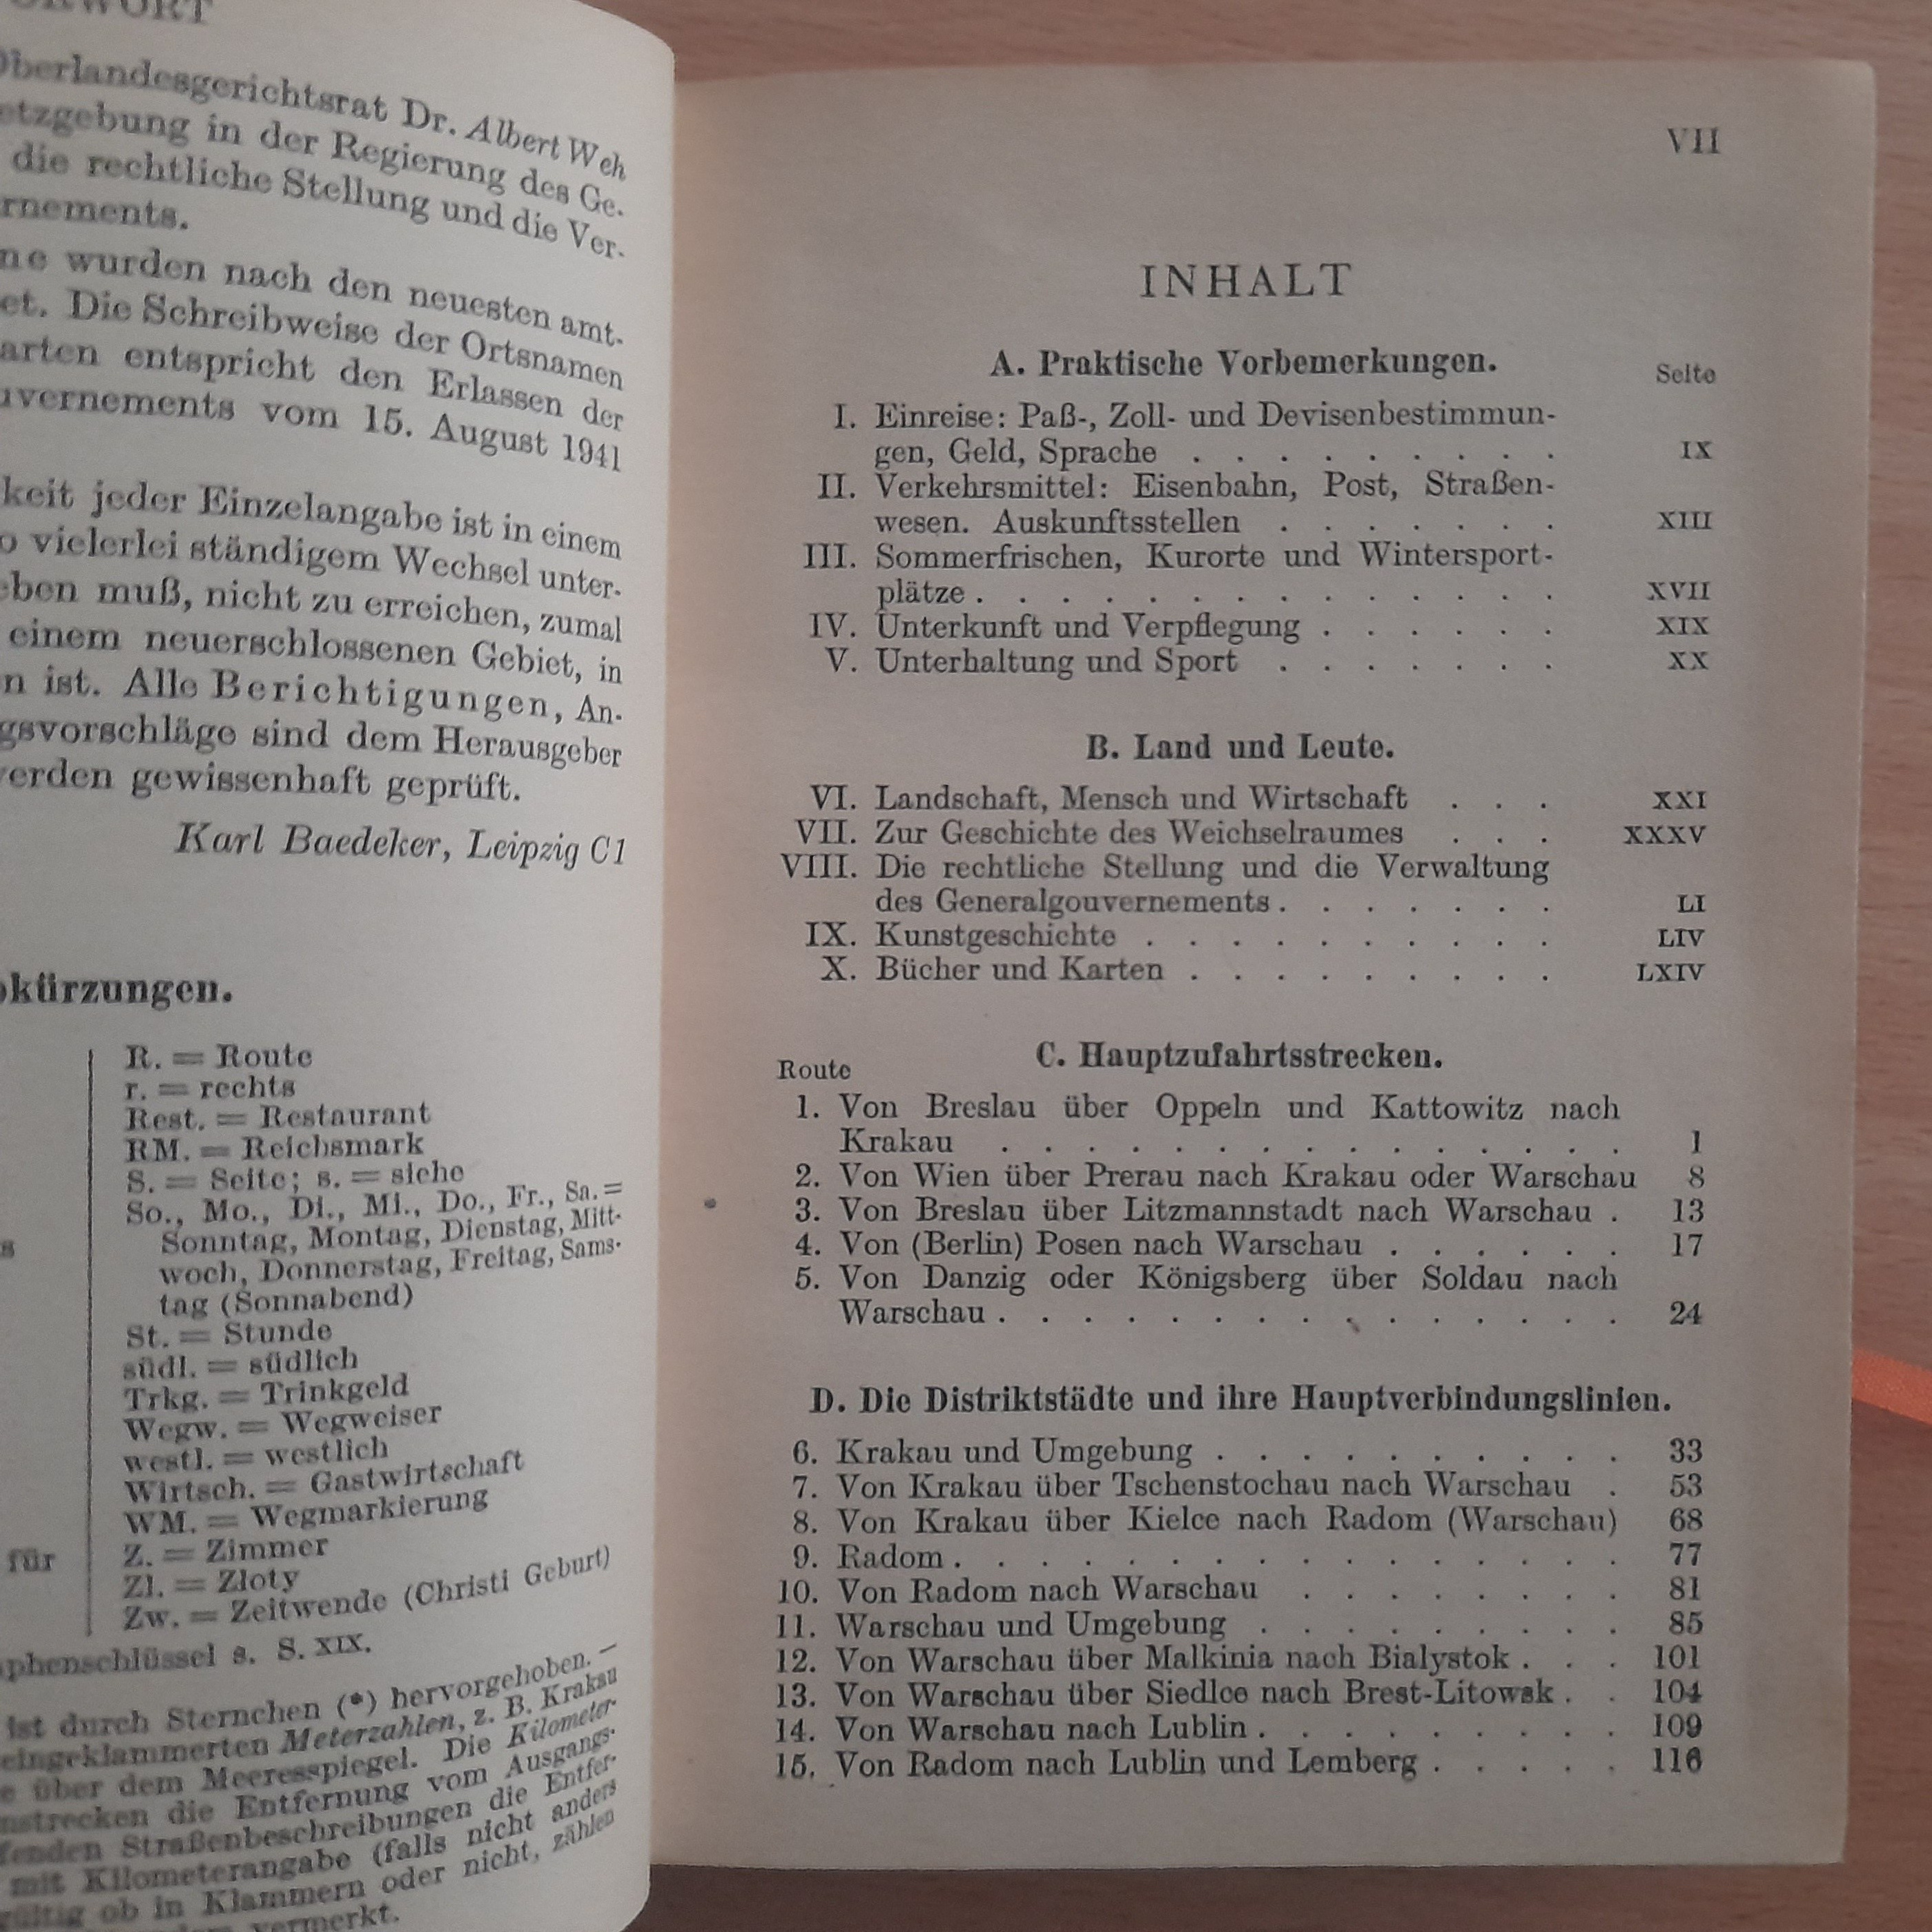 Oberlandesgerichtsrat Dr. Albert Weh
etzgebung in der Regierung des Ge-
die rechtliche Stellung und die Ver-
rnements.
ne wurden nach den neuesten amt-
et. Die Schreibweise der Ortsnamen
arten entspricht den Erlassen der
uvernements vom 15. August 1941
keit jeder Einzelangabe ist in einem
o vielerlei ständigem Wechsel unter-
eben muß, nicht zu erreichen, zumal
einem neuerschlossenen Gebiet, in
n ist. Alle Berichtigungen, An-
gsvorschläge sind dem Herausgeber
werden gewissenhaft geprüft.
Karl Baedeker, Leipzig C1
bkürzungen.
R. = Route
r. = rechts
Rest. = Restaurant
RM. = Reichsmark
S. = Seite; s. = siehe
So., Mo., Di., Mi., Do., Fr., Sa. =
Sonntag, Montag, Dienstag, Mitt-
woch, Donnerstag, Freitag, Sams-
tag (Sonnabend)
St. = Stunde
südl. = südlich
Trkg. = Trinkgeld
Wegw. = Wegweiser
westl. = westlich
Wirtsch. = Gastwirtschaft
WM. = Wegmarkierung
für
Z. = Zimmer
Zl. = Złoty
Zw. = Zeitwende (Christi Geburt)
phenschlüssel s. S. XIX.
ist durch Sternchen (*) hervorgehoben. —
eingeklammerten Meterzahlen, z. B. Krakau
e über dem Meeresspiegel. Die Kilometer-
nstrecken die Entfernung vom Ausgangs-
fenden Straßenbeschreibungen die Entfer-
mit Kilometerangabe (falls nicht anders
gültig ob in Klammern oder nicht, zählen
vermerkt.
VII
INHALT
A. Praktische Vorbemerkungen.
Seite
I. Einreise: Paß-, Zoll- und Devisenbestimmun-
gen, Geld, Sprache . . . . . . . . . IX
II. Verkehrsmittel: Eisenbahn, Post, Straßen-
wesen. Auskunftsstellen . . . . . . . XIII
III. Sommerfrischen, Kurorte und Wintersport-
plätze . . . . . . . . . . . . . . XVII
IV. Unterkunft und Verpflegung . . . . . . XIX
V. Unterhaltung und Sport . . . . . . . XX
B. Land und Leute.
VI. Landschaft, Mensch und Wirtschaft . . . XXI
VII. Zur Geschichte des Weichselraumes . . . XXXV
VIII. Die rechtliche Stellung und die Verwaltung
des Generalgouvernements . . . . . . . LI
IX. Kunstgeschichte . . . . . . . . . . LIV
X. Bücher und Karten . . . . . . . . . LXIV
C. Hauptzufahrtsstrecken.
Route
1. Von Breslau über Oppeln und Kattowitz nach
Krakau . . . . . . . . . . . . . . . 1
2. Von Wien über Prerau nach Krakau oder Warschau 8
3. Von Breslau über Litzmannstadt nach Warschau . 13
4. Von (Berlin) Posen nach Warschau . . . . . . 17
5. Von Danzig oder Königsberg über Soldau nach
Warschau . . . . . . . . . . . . . . . 24
D. Die Distriktstädte und ihre Hauptverbindungslinien.
6. Krakau und Umgebung . . . . . . . . . . 33
7. Von Krakau über Tschenstochau nach Warschau . 53
8. Von Krakau über Kielce nach Radom (Warschau) 68
9. Radom . . . . . . . . . . . . . . . . 77
10. Von Radom nach Warschau . . . . . . . . 81
11. Warschau und Umgebung . . . . . . . . . 85
12. Von Warschau über Malkinia nach Bialystok . . . 101
13. Von Warschau über Siedlce nach Brest-Litowsk . . 104
14. Von Warschau nach Lublin . . . . . . . . . 109
15. Von Radom nach Lublin und Lemberg . . . . . 116